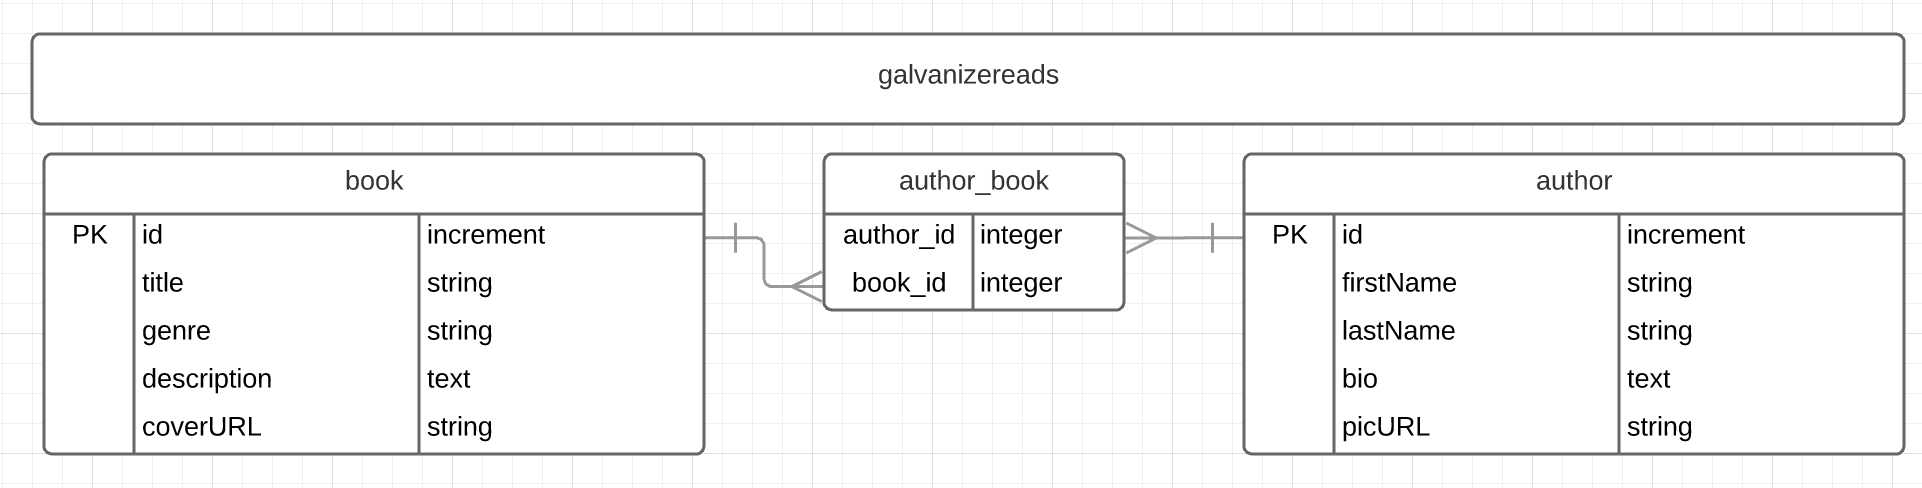 galvanizereads
book
PK id increment
title string
genre string
description text
coverURL string
author_book
author_id integer
book_id integer
author
PK id increment
firstName string
lastName string
bio text
picURL string